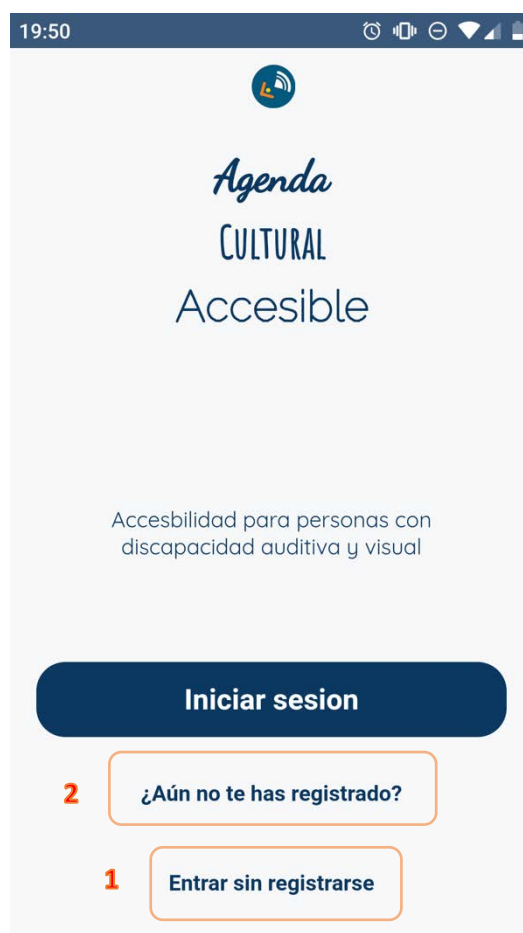 19:50
Agenda
CULTURAL
Accesible
Accesbilidad para personas con
discapacidad auditiva y visual
Iniciar sesion
2 ¿Aún no te has registrado?
1 Entrar sin registrarse